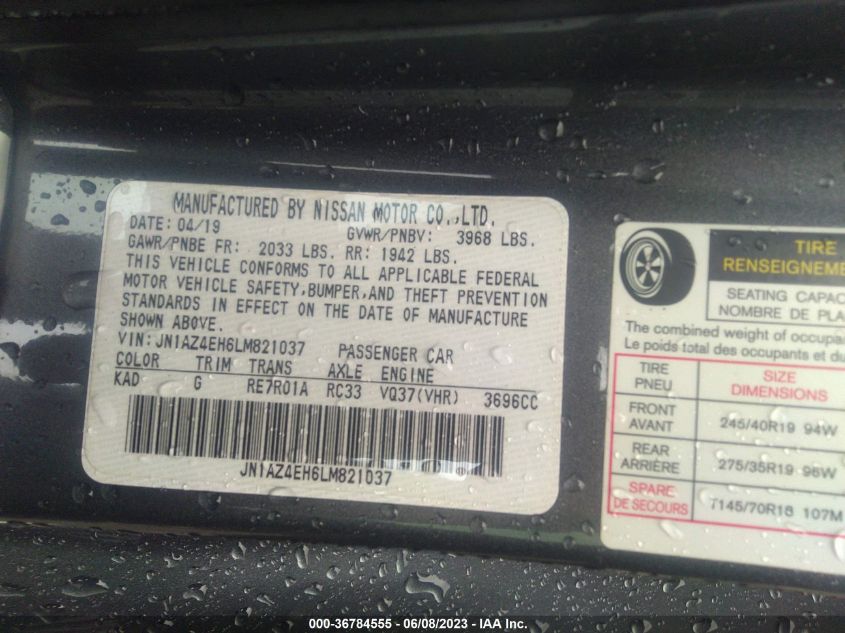 MANUFACTURED BY NISSAN MOTOR CO.,LTD.
DATE: 04/19 GVWR/PNBV: 3968 LBS.
GAWR/PNBE FR: 2033 LBS. RR: 1942 LBS.
THIS VEHICLE CONFORMS TO ALL APPLICABLE FEDERAL
MOTOR VEHICLE SAFETY,BUMPER,AND THEFT PREVENTION
STANDARDS IN EFFECT ON THE DATE OF MANUFACTURE
SHOWN ABOVE.
VIN: JN1AZ4EH6LM821037 PASSENGER CAR
COLOR TRIM TRANS AXLE ENGINE
KAD G RE7R01A RC33 VQ37(VHR) 3696CC
JN1AZ4EH6LM821037
TIRE
RENSEIGNEME
SEATING CAPAC
NOMBRE DE PLA
The combined weight of occupa
Le poids total des occupants et du
TIRE SIZE
PNEU DIMENSIONS
FRONT
AVANT 245/40R19 94W
REAR
ARRIÈRE 275/35R19 96W
SPARE
DE SECOURS T145/70R18 107M
000-36784555 - 06/08/2023 - IAA Inc.